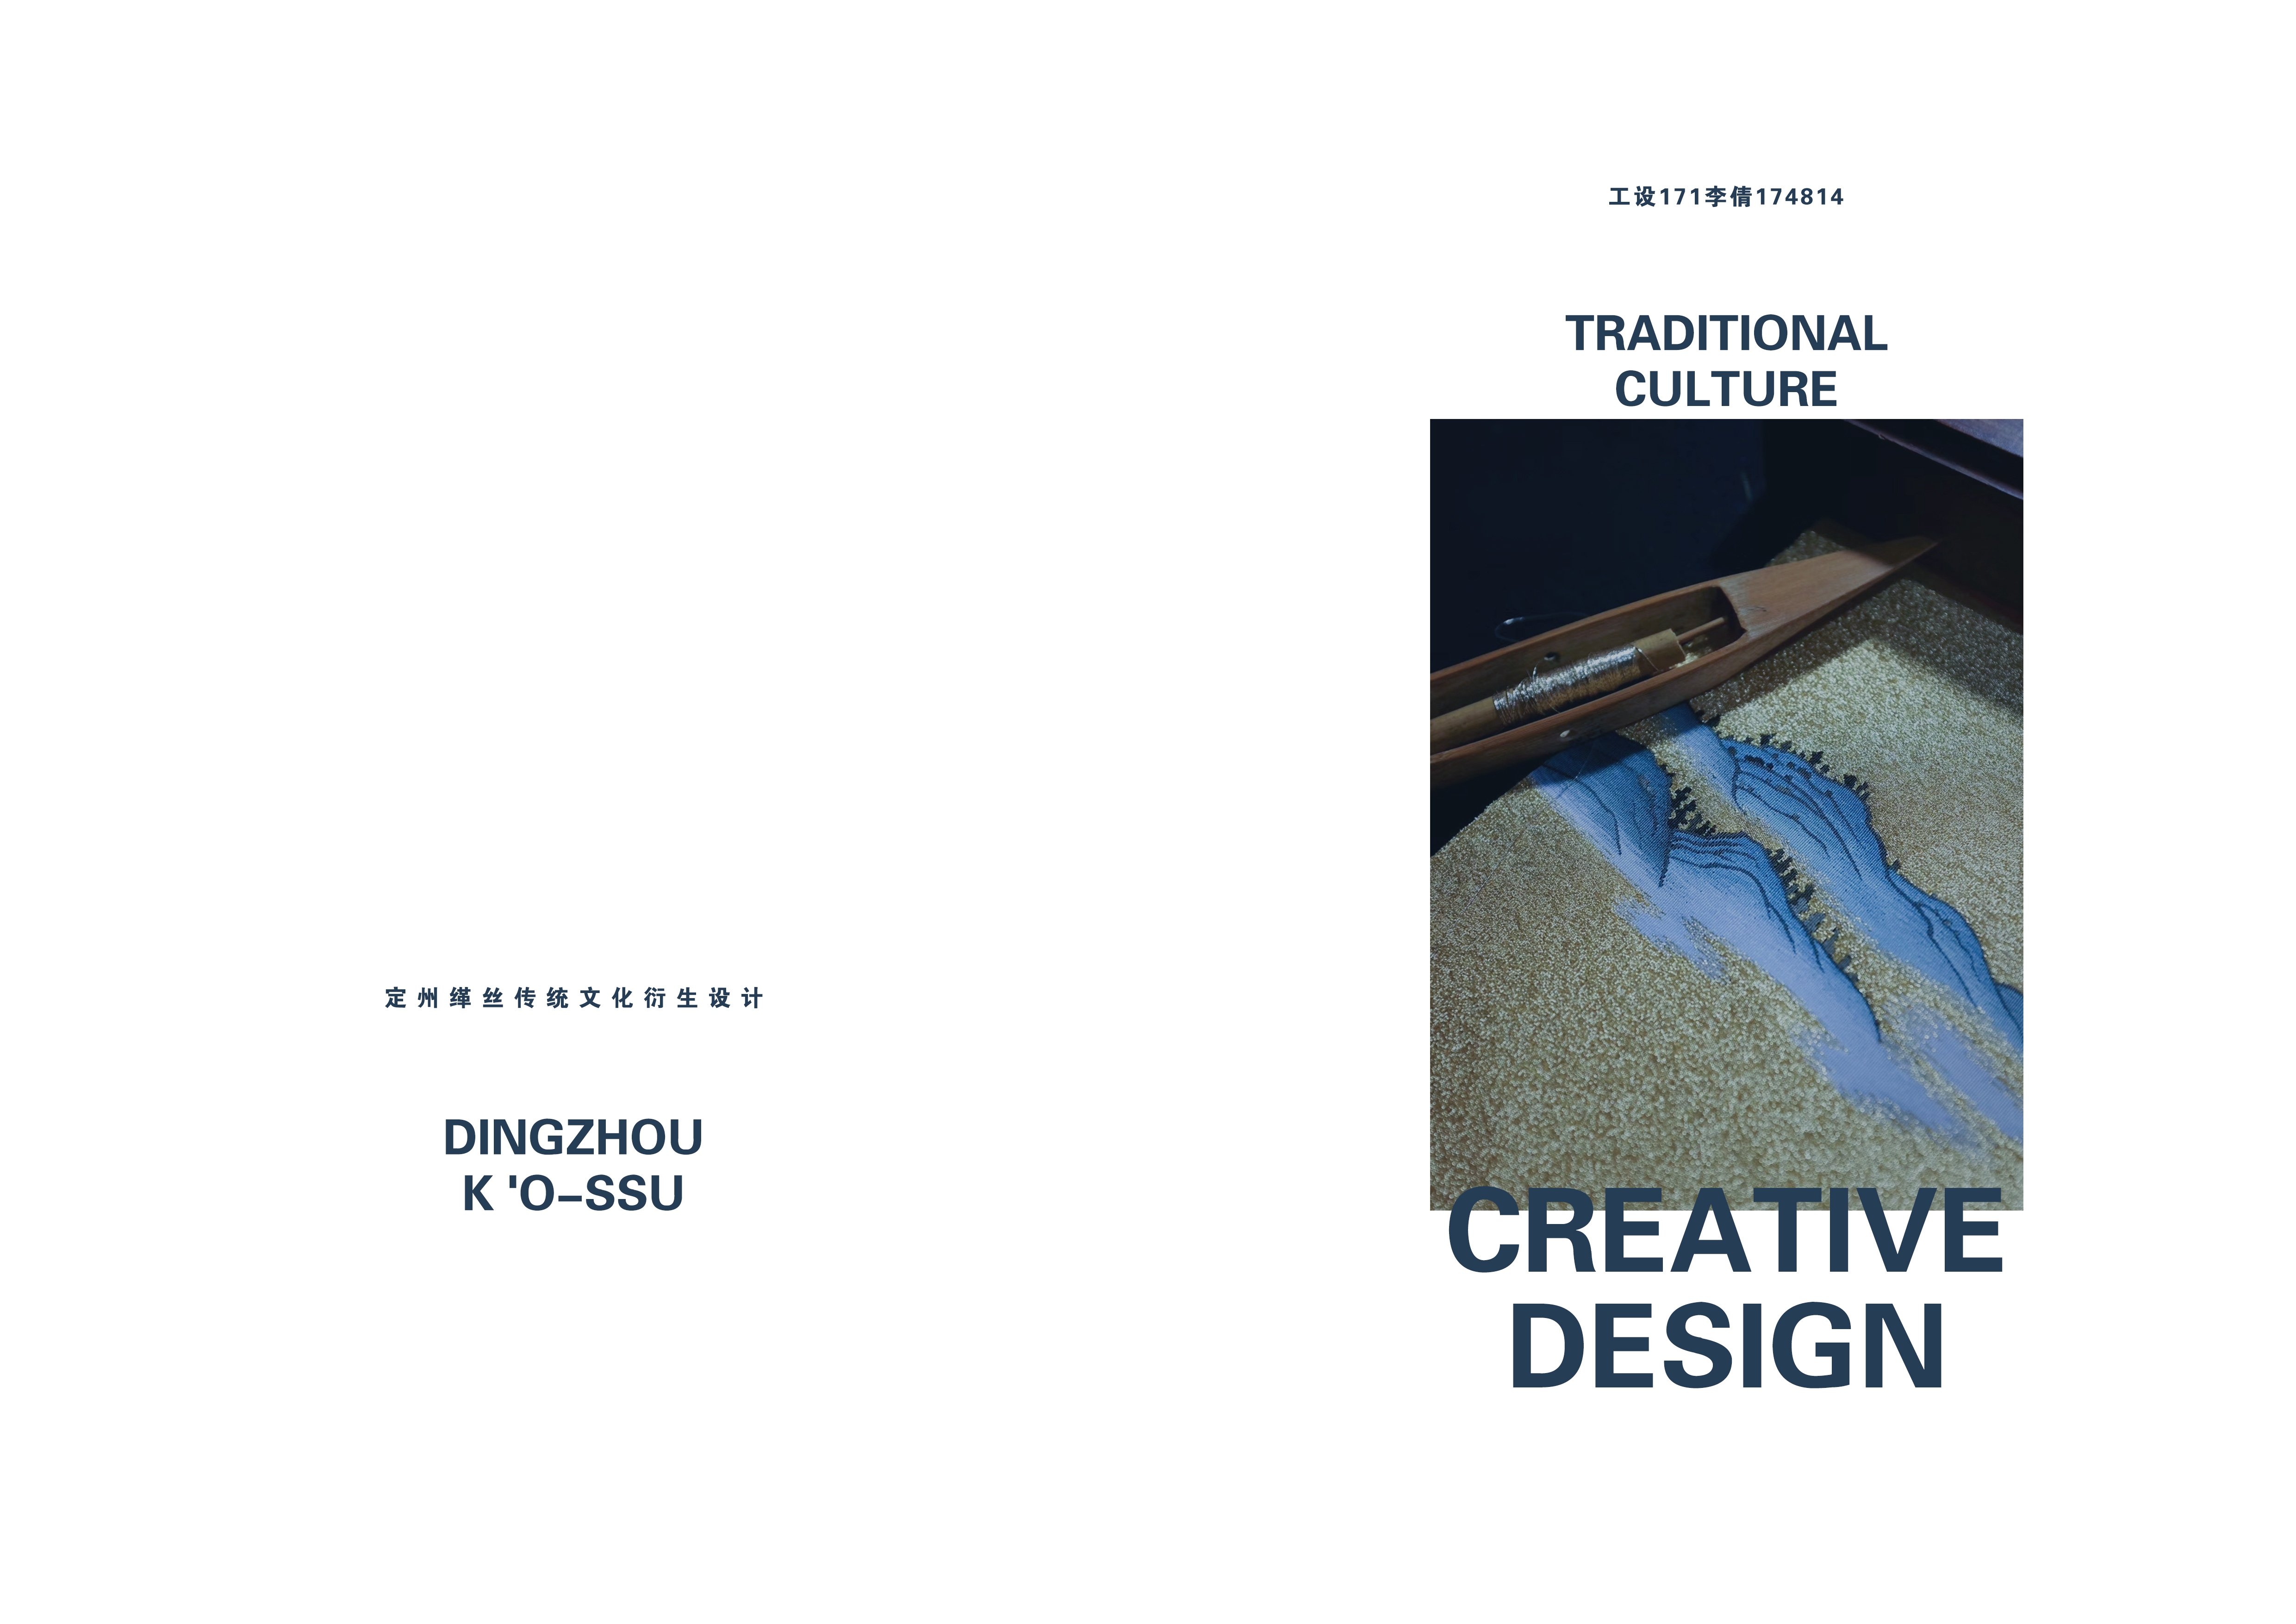 定州缂丝传统文化衍生设计
DINGZHOU
K 'O–SSU
工设171李倩174814
TRADITIONAL
CULTURE
CREATIVE
DESIGN